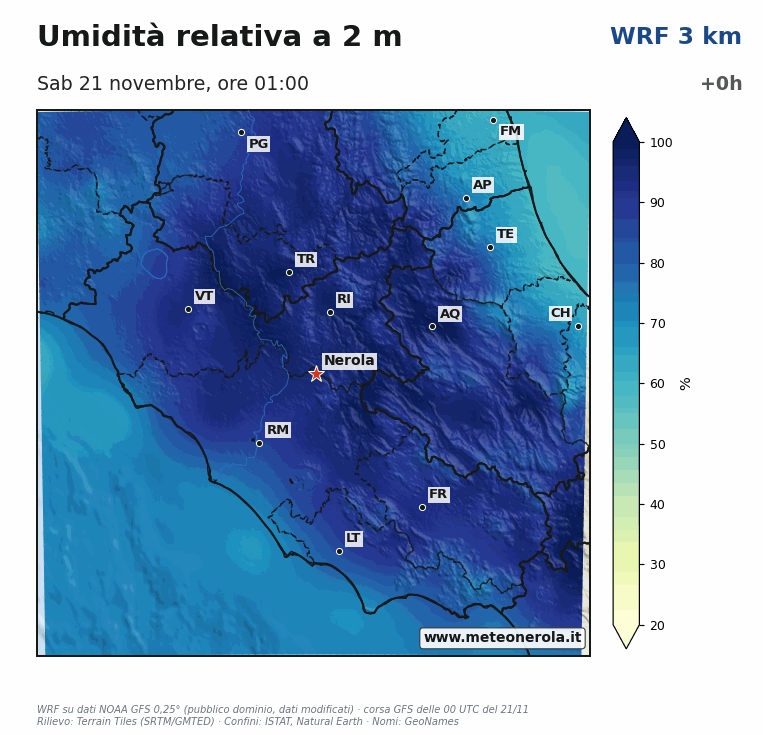 Umidità relativa a 2 m
WRF 3 km
Sab 21 novembre, ore 01:00
+0h
FM
PG
AP
TE
TR
VT
RI
AQ
CH
Nerola
RM
FR
LT
www.meteonerola.it
100
90
80
70
60
50
40
30
20
%
WRF su dati NOAA GFS 0,25° (pubblico dominio, dati modificati) · corsa GFS delle 00 UTC del 21/11
Rilievo: Terrain Tiles (SRTM/GMTED) · Confini: ISTAT, Natural Earth · Nomi: GeoNames